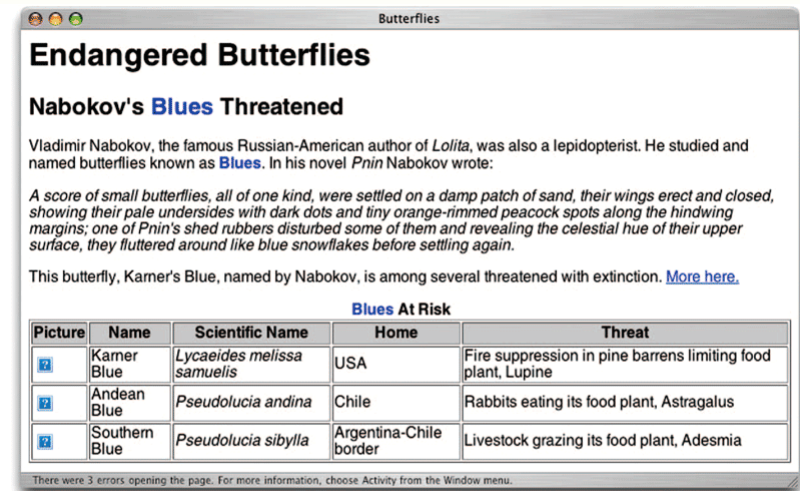 Butterflies
Endangered Butterflies
Nabokov's Blues Threatened
Vladimir Nabokov, the famous Russian-American author of Lolita, was also a lepidopterist. He studied and
named butterflies known as Blues. In his novel Pnin Nabokov wrote:
A score of small butterflies, all of one kind, were settled on a damp patch of sand, their wings erect and closed,
showing their pale undersides with dark dots and tiny orange-rimmed peacock spots along the hindwing
margins; one of Pnin's shed rubbers disturbed some of them and revealing the celestial hue of their upper
surface, they fluttered around like blue snowflakes before settling again.
This butterfly, Karner's Blue, named by Nabokov, is among several threatened with extinction. More here.
Blues At Risk
Picture Name Scientific Name Home Threat
? Karner Blue Lycaeides melissa samuelis USA Fire suppression in pine barrens limiting food plant, Lupine
? Andean Blue Pseudolucia andina Chile Rabbits eating its food plant, Astragalus
? Southern Blue Pseudolucia sibylla Argentina-Chile border Livestock grazing its food plant, Adesmia
There were 3 errors opening the page. For more information, choose Activity from the Window menu.